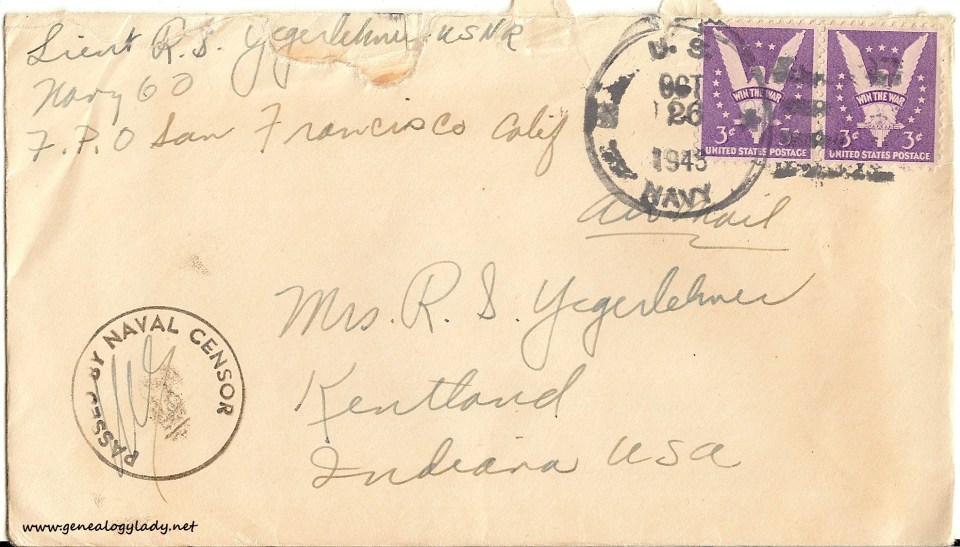 Lieut R. S. Yegerlehner USNR
Navy 60
F.P.O San Francisco Calif
U. S.
OCT
26
1943
NAVY
WIN THE WAR
3¢
UNITED STATES POSTAGE
WIN THE WAR
3¢ 3¢
UNITED STATES POSTAGE
Air Mail
Mrs. R. S. Yegerlehner
Kentland
Indiana USA
PASSED BY NAVAL CENSOR
www.genealogylady.net